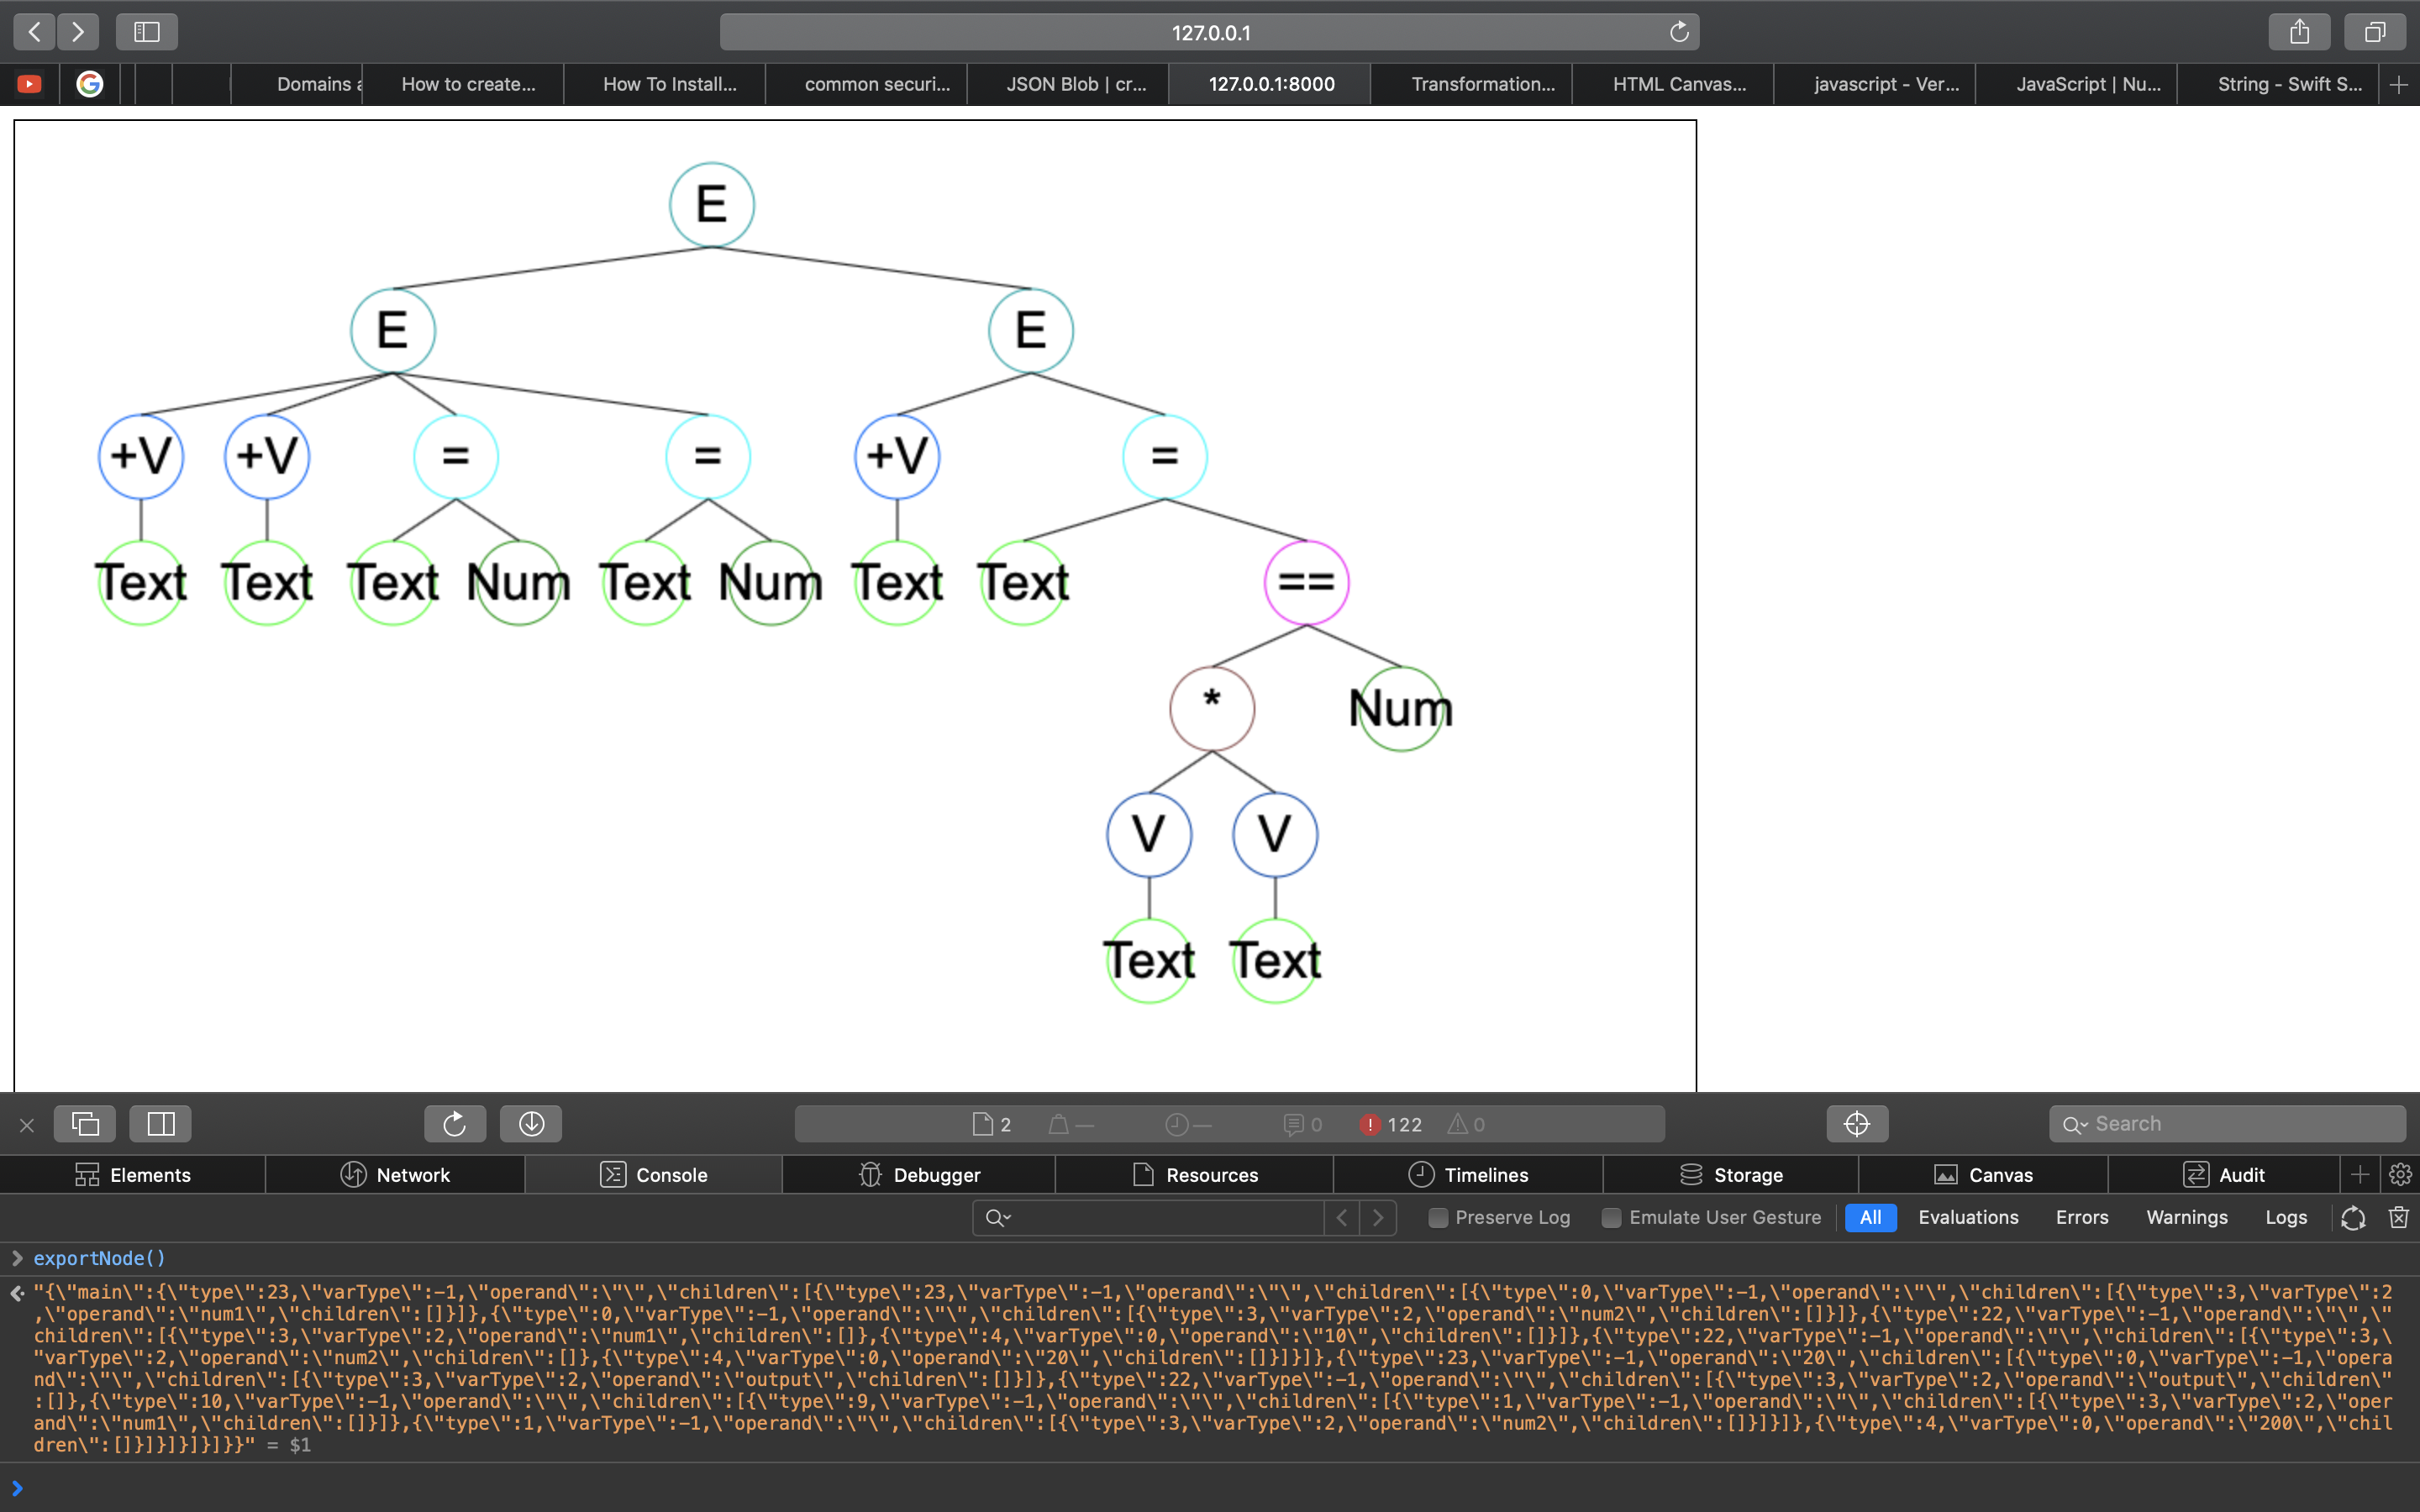 127.0.0.1
Domains a
How to create...
How To Install...
common securi...
JSON Blob | cr...
127.0.0.1:8000
Transformation...
HTML Canvas...
javascript - Ver...
JavaScript | Nu...
String - Swift S...
E
E E
+V +V = = +V =
Text Text Text Num Text Num Text Text ==
* Num
V V
Text Text
2 — — 0 122 0
Search
Elements Network Console Debugger Resources Timelines Storage Canvas Audit
Preserve Log Emulate User Gesture All Evaluations Errors Warnings Logs
> exportNode()
"{\"main\":{\"type\":23,\"varType\":-1,\"operand\":\"\",\"children\":[{\"type\":23,\"varType\":-1,\"operand\":\"\",\"children\":[{\"type\":0,\"varType\":-1,\"operand\":\"\",\"children\":[{\"type\":3,\"varType\":2
,\"operand\":\"num1\",\"children\":[]}]},{\"type\":0,\"varType\":-1,\"operand\":\"\",\"children\":[{\"type\":3,\"varType\":2,\"operand\":\"num2\",\"children\":[]}]},{\"type\":22,\"varType\":-1,\"operand\":\"\",\"
children\":[{\"type\":3,\"varType\":2,\"operand\":\"num1\",\"children\":[]},{\"type\":4,\"varType\":0,\"operand\":\"10\",\"children\":[]}]},{\"type\":22,\"varType\":-1,\"operand\":\"\",\"children\":[{\"type\":3,\
"varType\":2,\"operand\":\"num2\",\"children\":[]},{\"type\":4,\"varType\":0,\"operand\":\"20\",\"children\":[]}]}]},{\"type\":23,\"varType\":-1,\"operand\":\"20\",\"children\":[{\"type\":0,\"varType\":-1,\"opera
nd\":\"\",\"children\":[{\"type\":3,\"varType\":2,\"operand\":\"output\",\"children\":[]}]},{\"type\":22,\"varType\":-1,\"operand\":\"\",\"children\":[{\"type\":3,\"varType\":2,\"operand\":\"output\",\"children\"
:[]},{\"type\":10,\"varType\":-1,\"operand\":\"\",\"children\":[{\"type\":9,\"varType\":-1,\"operand\":\"\",\"children\":[{\"type\":1,\"varType\":-1,\"operand\":\"\",\"children\":[{\"type\":3,\"varType\":2,\"oper
and\":\"num1\",\"children\":[]}]},{\"type\":1,\"varType\":-1,\"operand\":\"\",\"children\":[{\"type\":3,\"varType\":2,\"operand\":\"num2\",\"children\":[]}]}]},{\"type\":4,\"varType\":0,\"operand\":\"200\",\"chil
dren\":[]}]}]}]}]}}" = $1